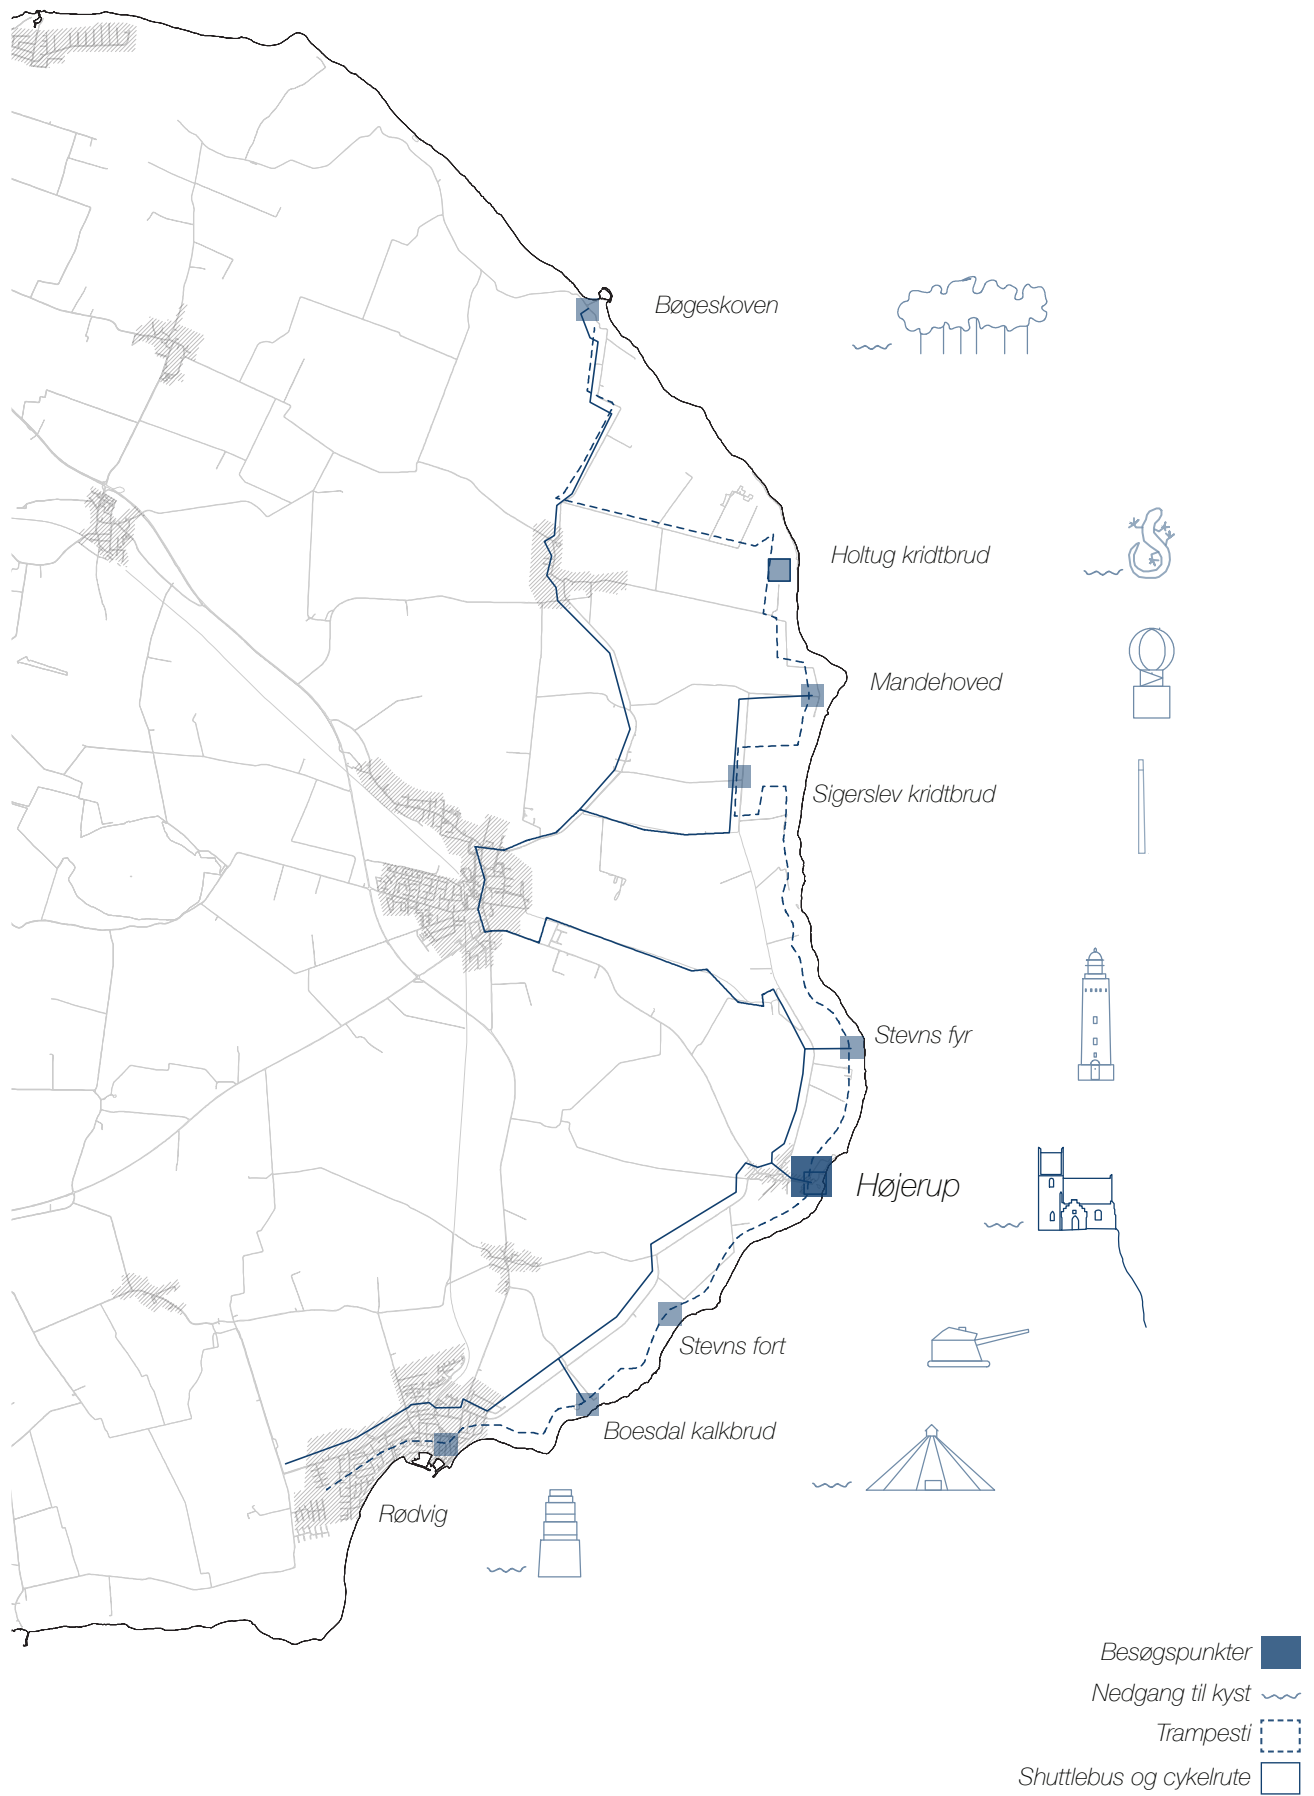 Bøgeskoven
Holtug kridtbrud
Mandehoved
Sigerslev kridtbrud
Stevns fyr
Højerup
Stevns fort
Boesdal kalkbrud
Rødvig
Besøgspunkter
Nedgang til kyst
Trampesti
Shuttlebus og cykelrute